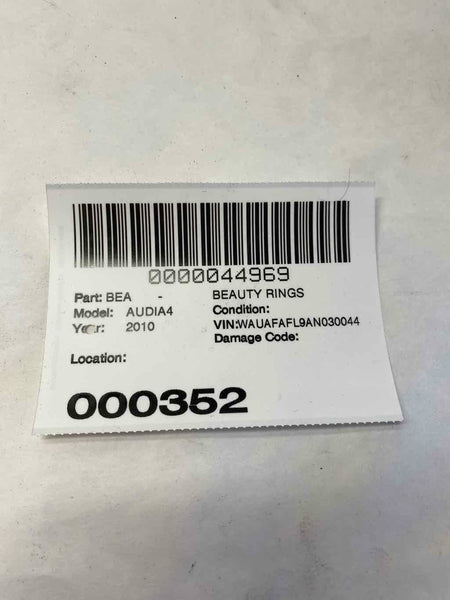 0000044969
Part: BEA - BEAUTY RINGS
Model: AUDIA4 Condition:
Year: 2010 VIN:WAUAFAFL9AN030044
Damage Code:
Location:
000352